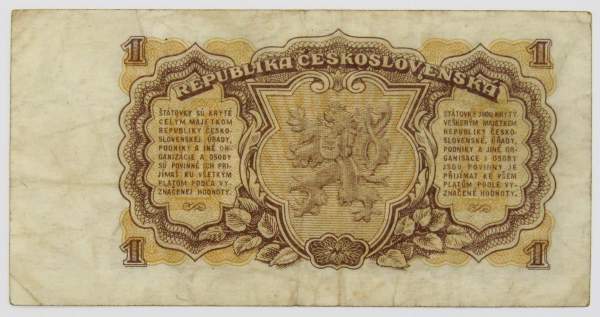 1
1
REPUBLIKA ČESKOSLOVENSKÁ
ŠTÁTOVKY SÚ KRYTÉ
CELÝM MAJETKOM
REPUBLIKY ČESKO-
SLOVENSKEJ. ÚRADY,
PODNIKY A INÉ OR-
GANIZÁCIE A OSOBY
SÚ POVINNÉ ICH PRI-
JÍMAŤ KU VŠETKÝM
PLATOM PODĽA VY-
ZNAČENEJ HODNOTY.
STÁTOVKY JSOU KRYTY
VEŠKERÝM MAJETKEM
REPUBLIKY ČESKO-
SLOVENSKÉ. ÚŘADY,
PODNIKY A JINÉ OR-
GANISACE I OSOBY
JSOU POVINNY JE
PŘIJÍMAT KE VŠEM
PLATŮM PODLE VY-
ZNAČENÉ HODNOTY.
1
1